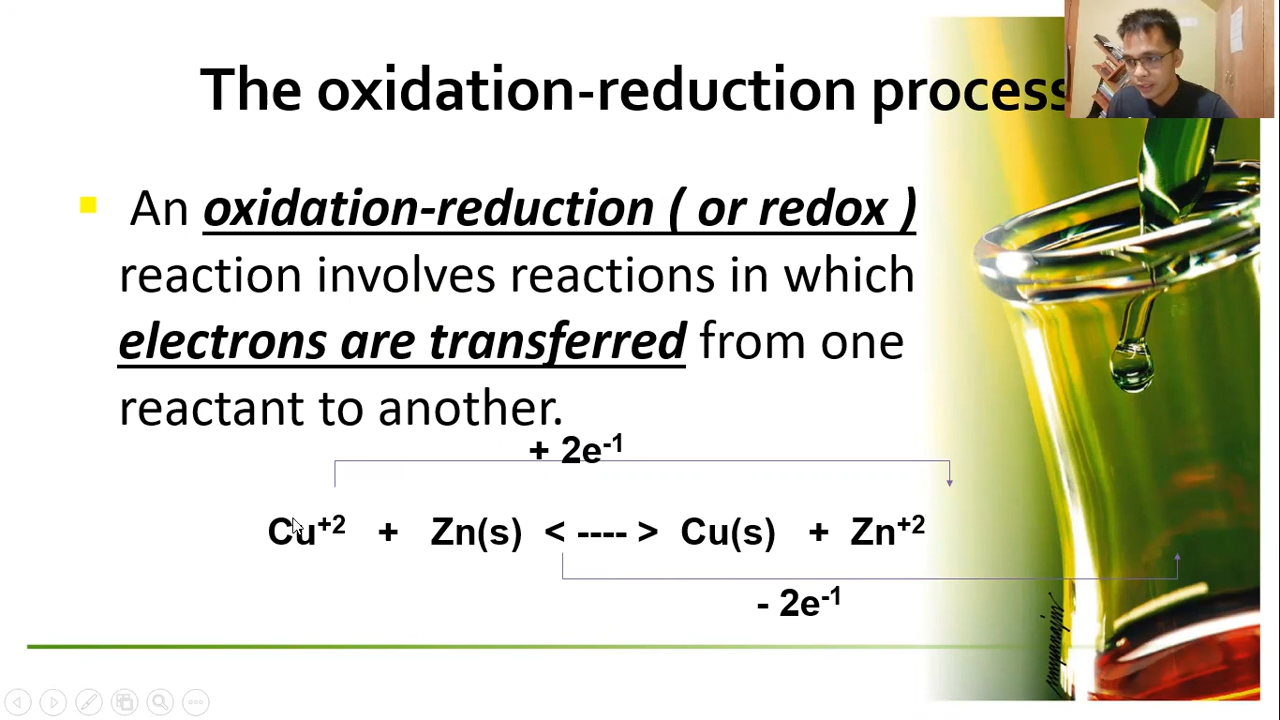 The oxidation-reduction process
An oxidation-reduction ( or redox )
reaction involves reactions in which
electrons are transferred from one
reactant to another.
+ 2e⁻¹
Cu⁺² + Zn(s) < ---- > Cu(s) + Zn⁺²
- 2e⁻¹